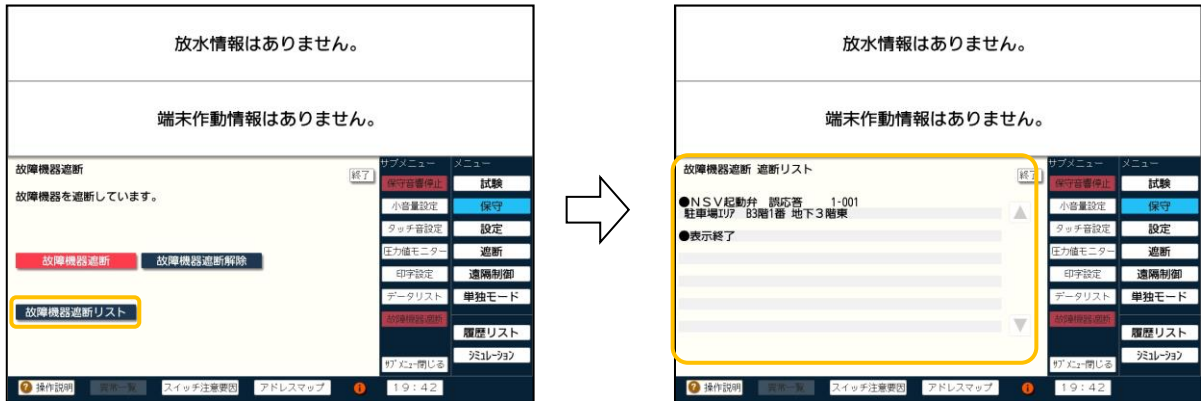 放水情報はありません。
端末作動情報はありません。
故障機器遮断
終了
故障機器を遮断しています。
故障機器遮断
故障機器遮断解除
故障機器遮断リスト
サブメニュー
メニュー
保守音響停止
試験
小音量設定
保守
タッチ音設定
設定
圧力値モニター
遮断
印字設定
遠隔制御
データリスト
単独モード
故障機器遮断
履歴リスト
サブメニュー閉じる
シミュレーション
操作説明
異常一覧
スイッチ注意要因
アドレスマップ
19:42
放水情報はありません。
端末作動情報はありません。
故障機器遮断 遮断リスト
終了
●NSV起動弁 誤応答 1-001
駐車場エリア B3階1番 地下3階東
●表示終了
サブメニュー
メニュー
保守音響停止
試験
小音量設定
保守
タッチ音設定
設定
圧力値モニター
遮断
印字設定
遠隔制御
データリスト
単独モード
故障機器遮断
履歴リスト
サブメニュー閉じる
シミュレーション
操作説明
異常一覧
スイッチ注意要因
アドレスマップ
19:42